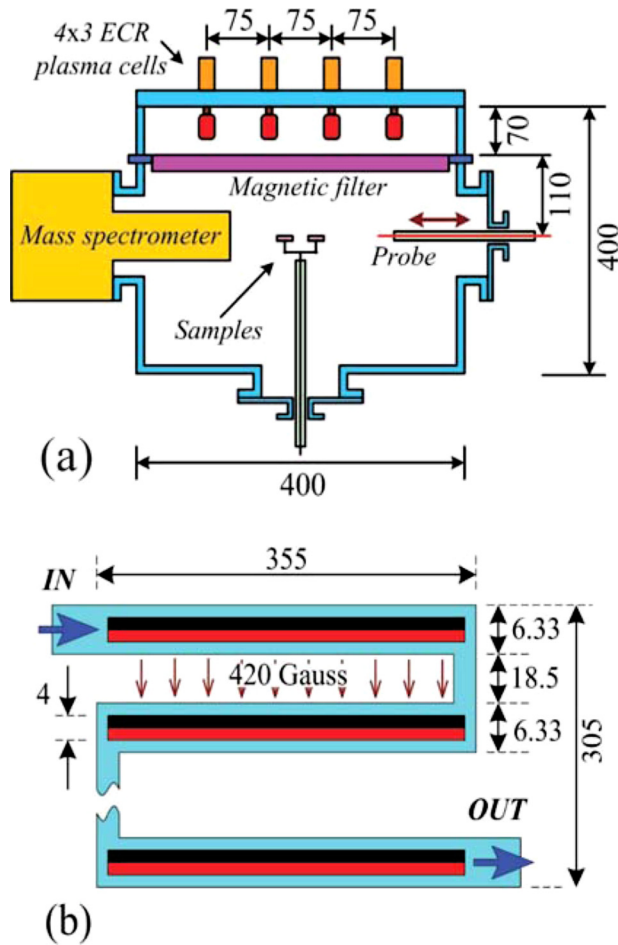 4x3 ECR
plasma cells
75
75
75
70
Magnetic filter
110
Mass spectrometer
Probe
400
Samples
(a)
400
355
IN
6.33
420 Gauss
18.5
4
6.33
305
OUT
(b)